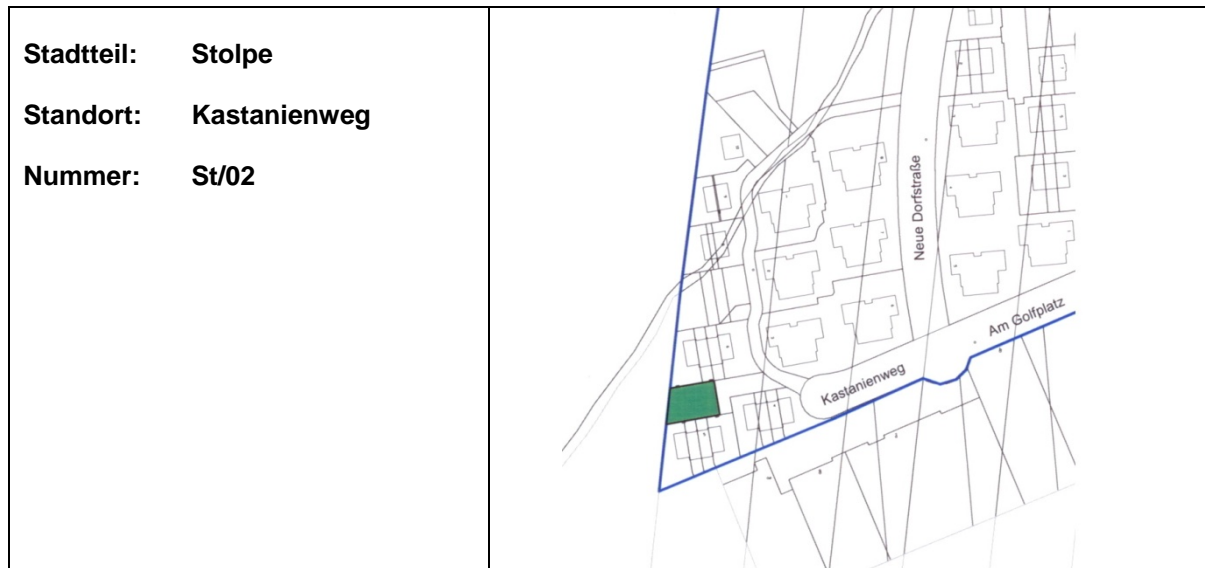 Stadtteil: Stolpe
Standort: Kastanienweg
Nummer: St/02
Neue Dorfstraße
Am Golfplatz
Kastanienweg